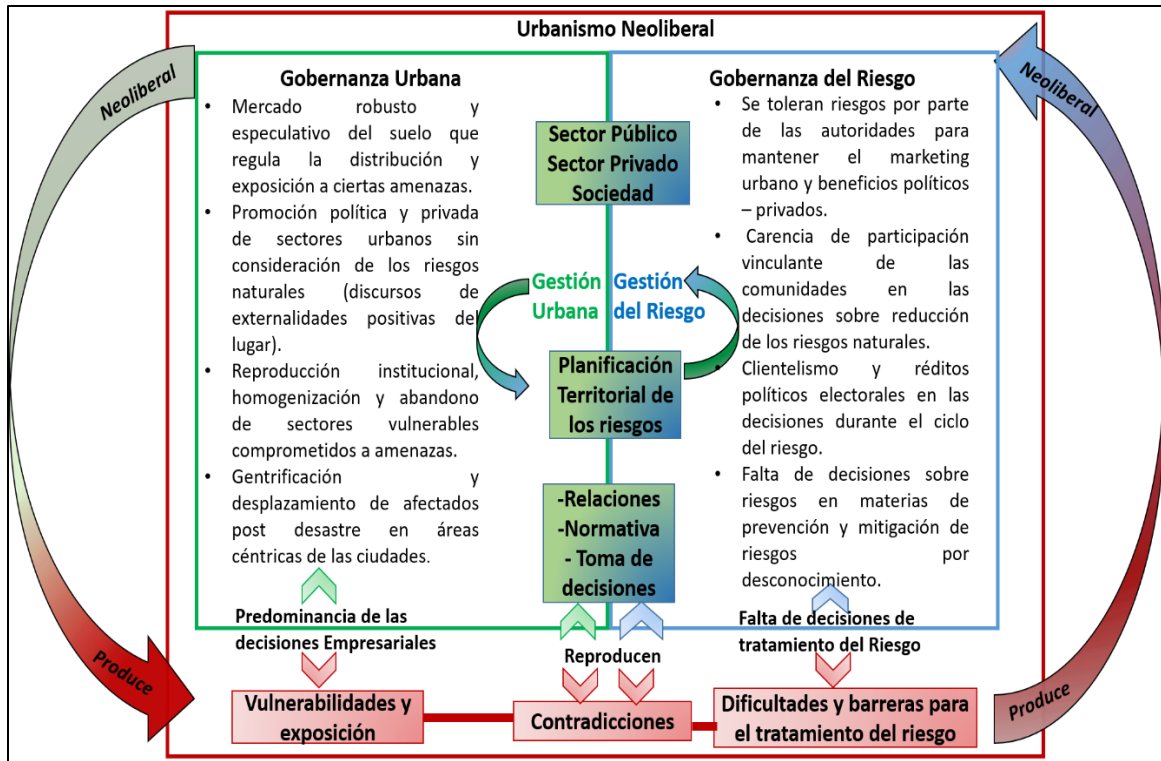 Urbanismo Neoliberal
Neoliberal
Gobernanza Urbana
• Mercado robusto y
especulativo del suelo que
regula la distribución y
exposición a ciertas amenazas.
• Promoción política y privada
de sectores urbanos sin
consideración de los riesgos
naturales (discursos de
externalidades positivas del
lugar).
• Reproducción institucional,
homogenización y abandono
de sectores vulnerables
comprometidos a amenazas.
• Gentrificación y
desplazamiento de afectados
post desastre en áreas
céntricas de las ciudades.
Sector Público
Sector Privado
Sociedad
Gestión
Urbana
Gestión
del Riesgo
Planificación
Territorial de
los riesgos
-Relaciones
-Normativa
- Toma de
decisiones
Gobernanza del Riesgo
• Se toleran riesgos por parte
de las autoridades para
mantener el marketing
urbano y beneficios políticos
– privados.
• Carencia de participación
vinculante de las
comunidades en las
decisiones sobre reducción
de los riesgos naturales.
• Clientelismo y réditos
políticos electorales en las
decisiones durante el ciclo
del riesgo.
• Falta de decisiones sobre
riesgos en materias de
prevención y mitigación de
riesgos por
desconocimiento.
Neoliberal
Predominancia de las
decisiones Empresariales
Reproducen
Falta de decisiones de
tratamiento del Riesgo
Produce
Vulnerabilidades y
exposición
Contradicciones
Dificultades y barreras para
el tratamiento del riesgo
Produce